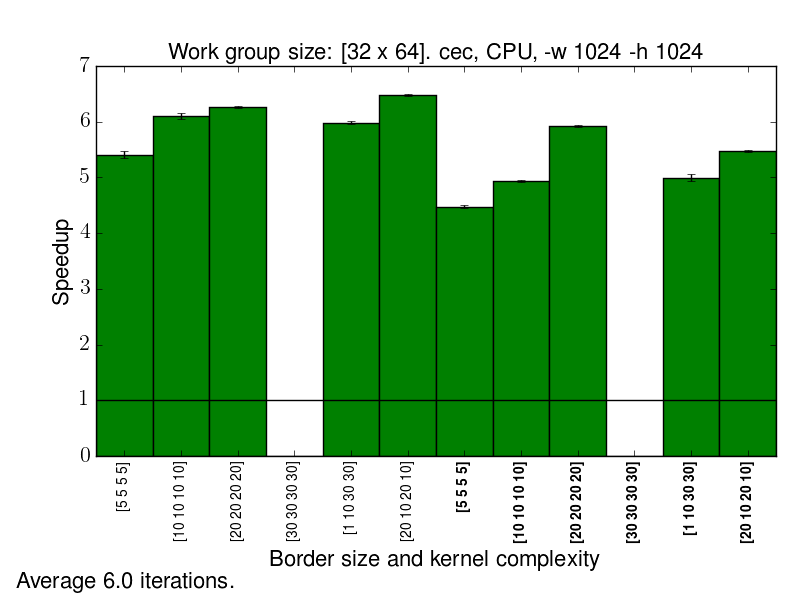 Work group size: [32 x 64]. cec, CPU, -w 1024 -h 1024
7
6
5
4
3
2
1
0
Speedup
[5 5 5 5]
[10 10 10 10]
[20 20 20 20]
[30 30 30 30]
[1 10 30 30]
[20 10 20 10]
[5 5 5 5]
[10 10 10 10]
[20 20 20 20]
[30 30 30 30]
[1 10 30 30]
[20 10 20 10]
Border size and kernel complexity
Average 6.0 iterations.